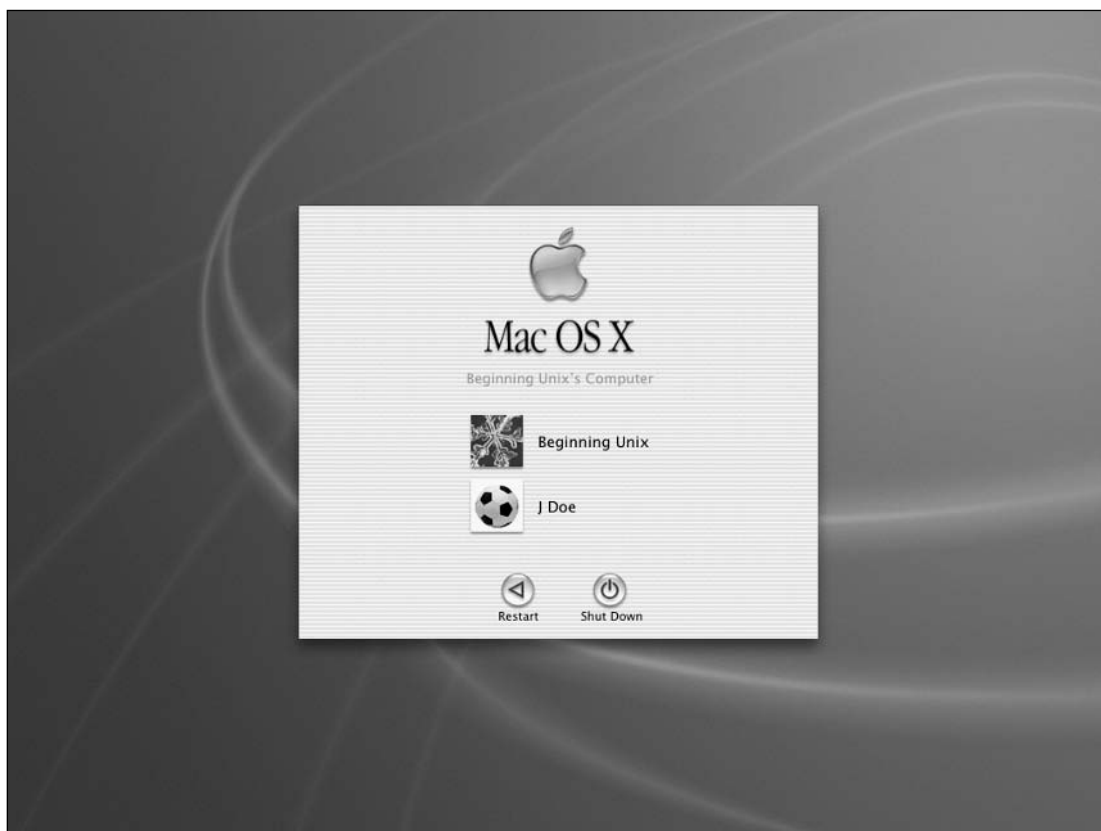 Mac OS X
Beginning Unix's Computer
Beginning Unix
J Doe
Restart
Shut Down